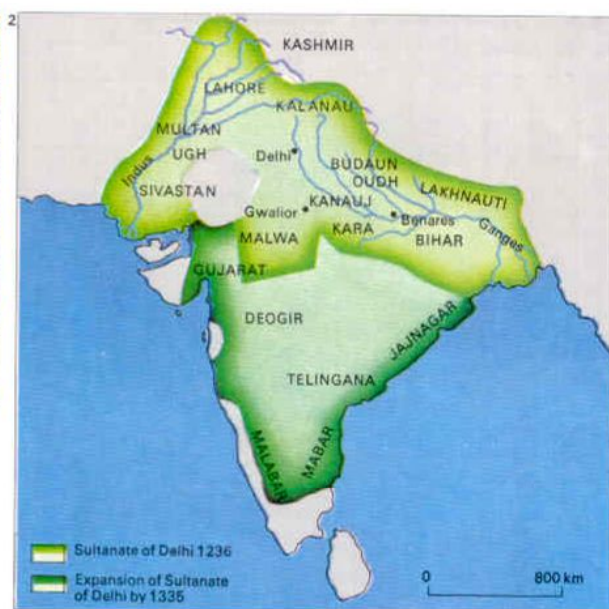 2
KASHMIR
LAHORE
KALANAU
MULTAN
UGH
Delhi
BUDAUN
Indus
OUDH
SIVASTAN
LAKHNAUTI
KANAUJ
Gwalior
Benares
Ganges
MALWA
KARA
BIHAR
GUJARAT
DEOGIR
JAJNAGAR
TELINGANA
MALABAR
MABAR
Sultanate of Delhi 1236
Expansion of Sultanate
of Delhi by 1335
0 800 km